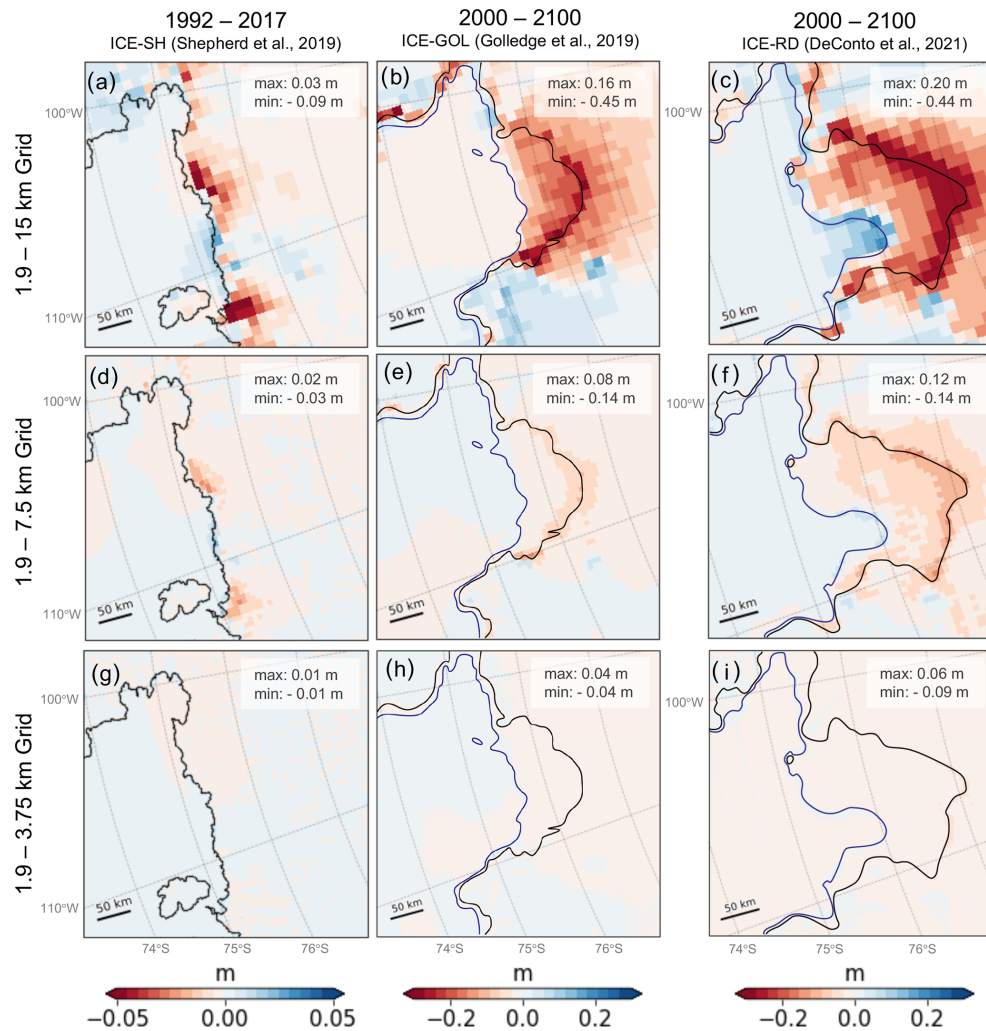 1992 – 2017
ICE-SH (Shepherd et al., 2019)
2000 – 2100
ICE-GOL (Golledge et al., 2019)
2000 – 2100
ICE-RD (DeConto et al., 2021)
1.9 – 15 km Grid
(a)
max: 0.03 m
min: - 0.09 m
100°W
110°W
50 km
(b)
max: 0.16 m
min: - 0.45 m
50 km
(c)
max: 0.20 m
min: - 0.44 m
100°W
50 km
1.9 – 7.5 km Grid
(d)
max: 0.02 m
min: - 0.03 m
100°W
110°W
50 km
(e)
max: 0.08 m
min: - 0.14 m
50 km
(f)
max: 0.12 m
min: - 0.14 m
100°W
50 km
1.9 – 3.75 km Grid
(g)
max: 0.01 m
min: - 0.01 m
100°W
110°W
50 km
(h)
max: 0.04 m
min: - 0.04 m
50 km
(i)
max: 0.06 m
min: - 0.09 m
100°W
50 km
74°S 75°S 76°S
74°S 75°S 76°S
74°S 75°S 76°S
m
−0.05 0.00 0.05
m
−0.2 0.0 0.2
m
−0.2 0.0 0.2